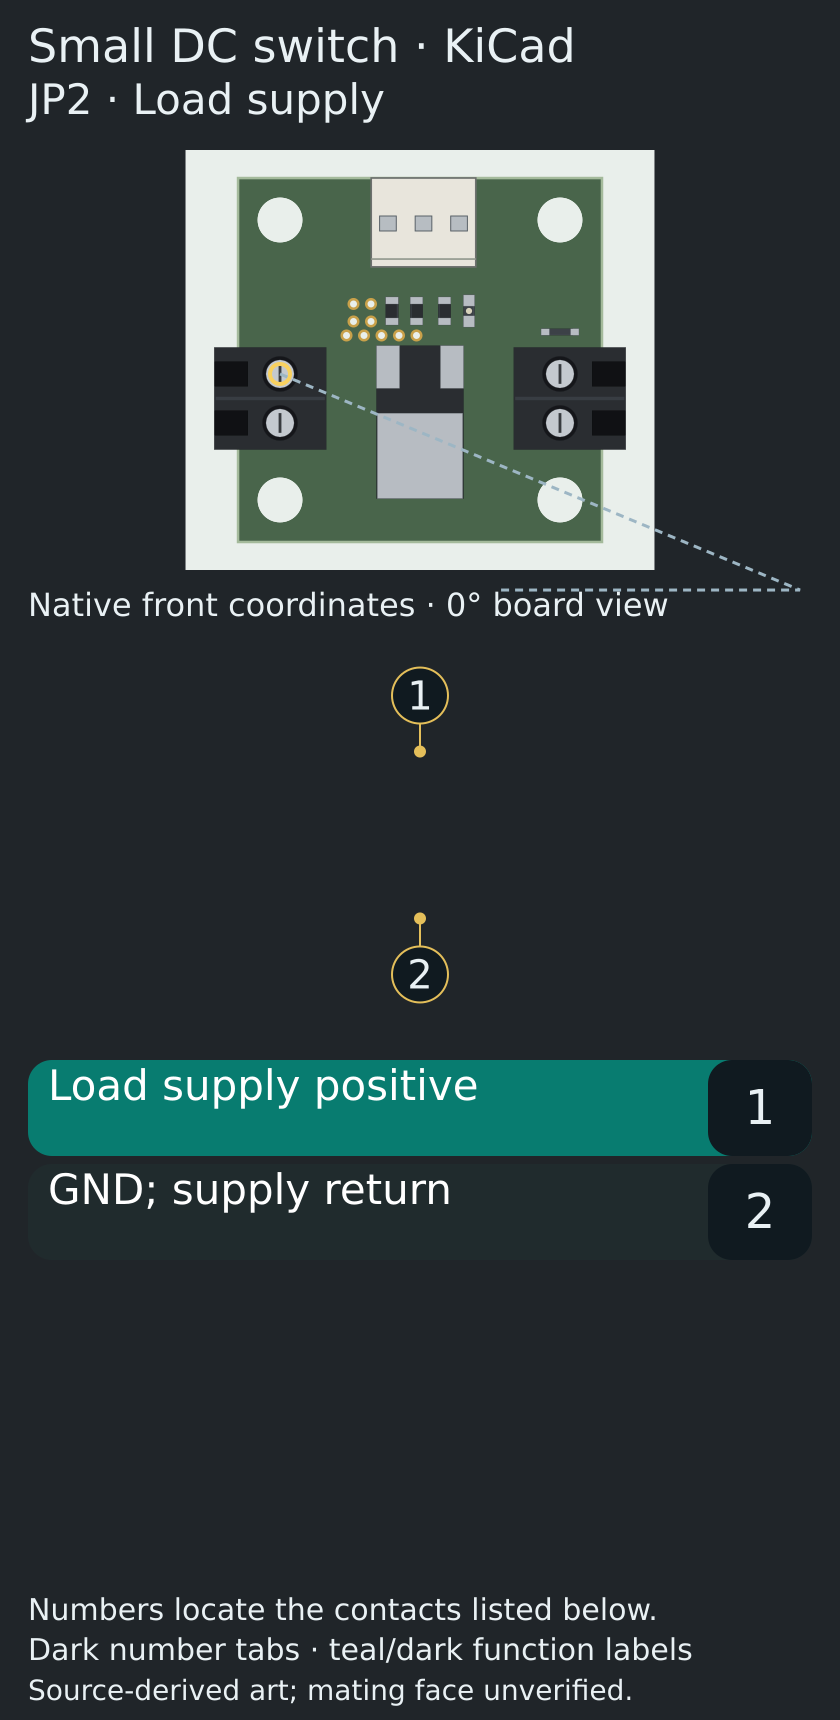 Small DC switch · KiCad
JP2 · Load supply
Native front coordinates · 0° board view
1
2
Load supply positive 1
GND; supply return 2
Numbers locate the contacts listed below.
Dark number tabs · teal/dark function labels
Source-derived art; mating face unverified.